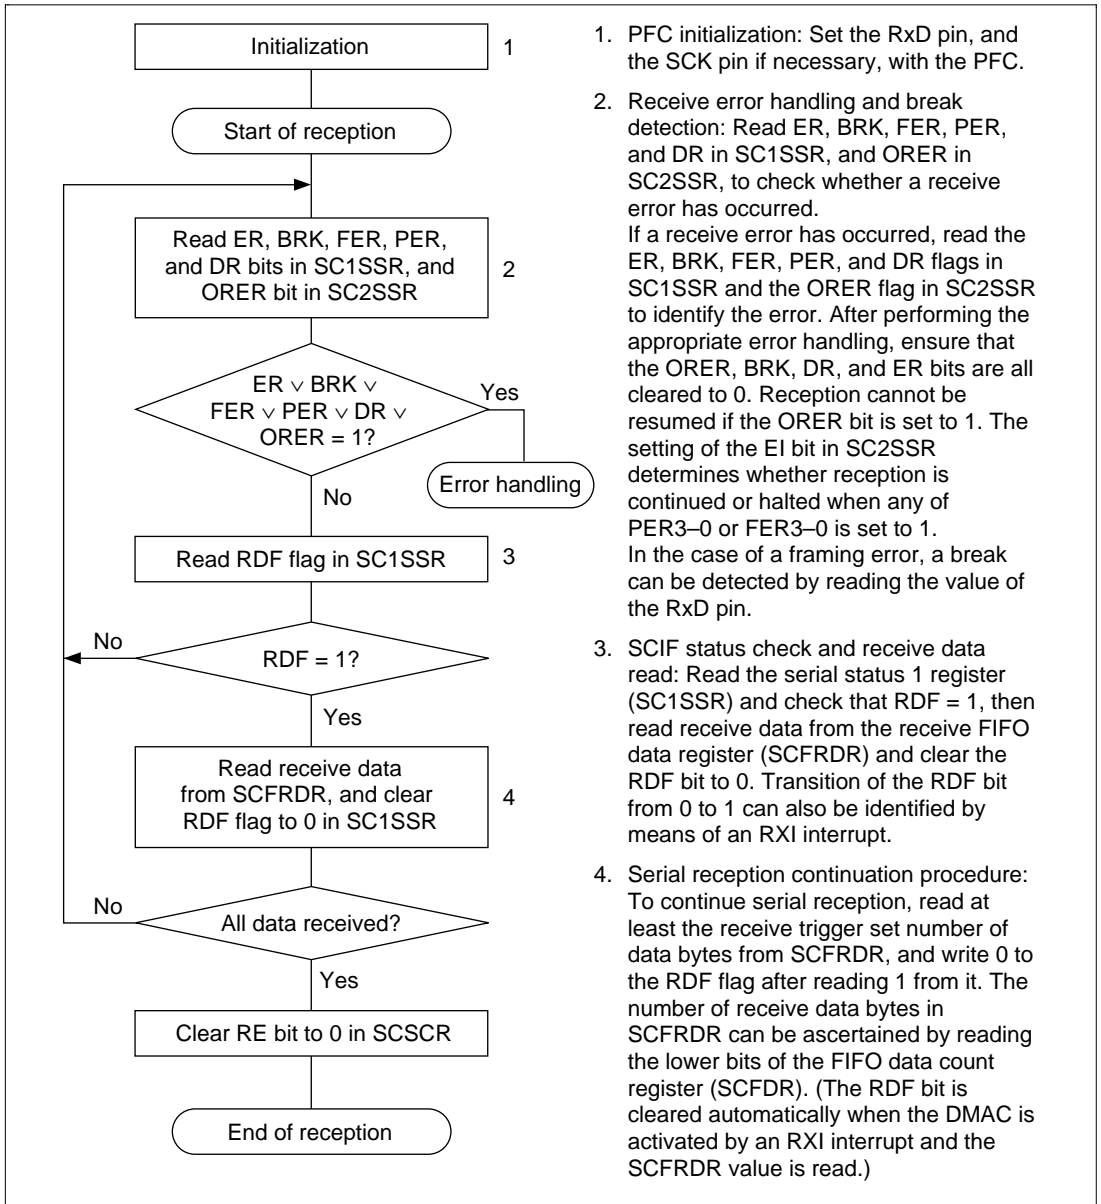 Initialization
1
Start of reception
Read ER, BRK, FER, PER,
and DR bits in SC1SSR, and
ORER bit in SC2SSR
2
ER ∨ BRK ∨
FER ∨ PER ∨ DR ∨
ORER = 1?
Yes
Error handling
No
Read RDF flag in SC1SSR
3
No
RDF = 1?
Yes
Read receive data
from SCFRDR, and clear
RDF flag to 0 in SC1SSR
4
No
All data received?
Yes
Clear RE bit to 0 in SCSCR
End of reception
1. PFC initialization: Set the RxD pin, and
the SCK pin if necessary, with the PFC.
2. Receive error handling and break
detection: Read ER, BRK, FER, PER,
and DR in SC1SSR, and ORER in
SC2SSR, to check whether a receive
error has occurred.
If a receive error has occurred, read the
ER, BRK, FER, PER, and DR flags in
SC1SSR and the ORER flag in SC2SSR
to identify the error. After performing the
appropriate error handling, ensure that
the ORER, BRK, DR, and ER bits are all
cleared to 0. Reception cannot be
resumed if the ORER bit is set to 1. The
setting of the EI bit in SC2SSR
determines whether reception is
continued or halted when any of
PER3–0 or FER3–0 is set to 1.
In the case of a framing error, a break
can be detected by reading the value of
the RxD pin.
3. SCIF status check and receive data
read: Read the serial status 1 register
(SC1SSR) and check that RDF = 1, then
read receive data from the receive FIFO
data register (SCFRDR) and clear the
RDF bit to 0. Transition of the RDF bit
from 0 to 1 can also be identified by
means of an RXI interrupt.
4. Serial reception continuation procedure:
To continue serial reception, read at
least the receive trigger set number of
data bytes from SCFRDR, and write 0 to
the RDF flag after reading 1 from it. The
number of receive data bytes in
SCFRDR can be ascertained by reading
the lower bits of the FIFO data count
register (SCFDR). (The RDF bit is
cleared automatically when the DMAC is
activated by an RXI interrupt and the
SCFRDR value is read.)